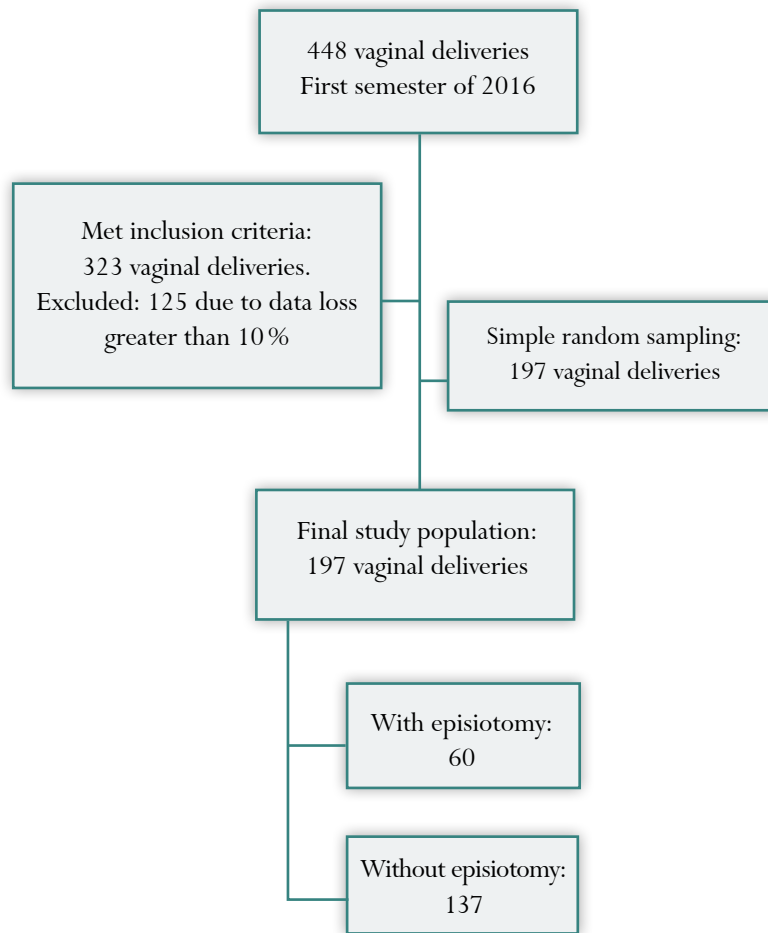 448 vaginal deliveries
First semester of 2016
Met inclusion criteria:
323 vaginal deliveries.
Excluded: 125 due to data loss
greater than 10%
Simple random sampling:
197 vaginal deliveries
Final study population:
197 vaginal deliveries
With episiotomy:
60
Without episiotomy:
137